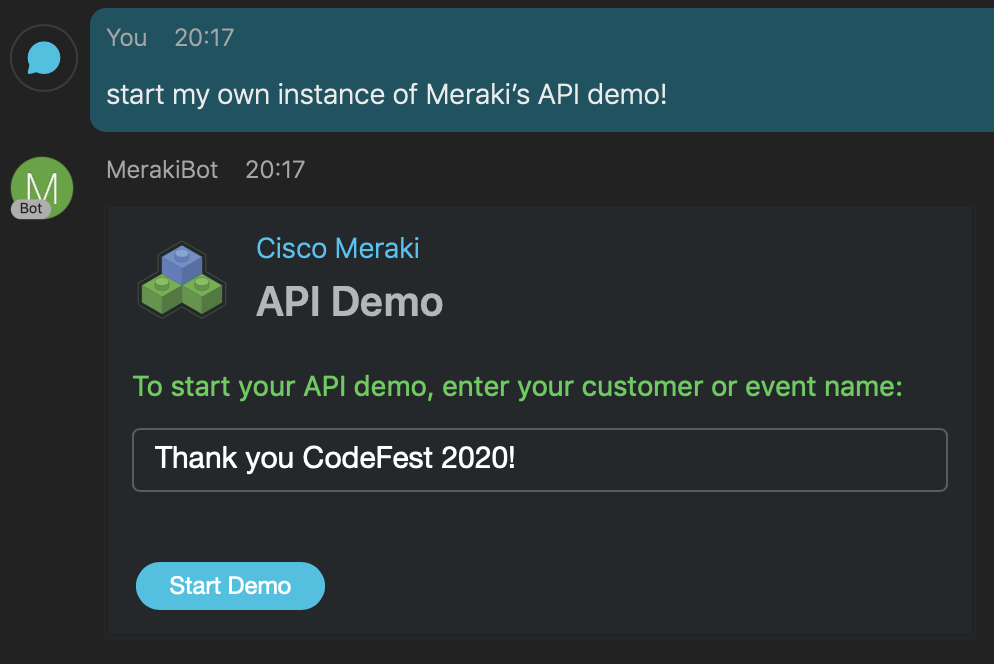 You 20:17
start my own instance of Meraki’s API demo!
MerakiBot 20:17
M
Bot
Cisco Meraki
API Demo
To start your API demo, enter your customer or event name:
Thank you CodeFest 2020!
Start Demo